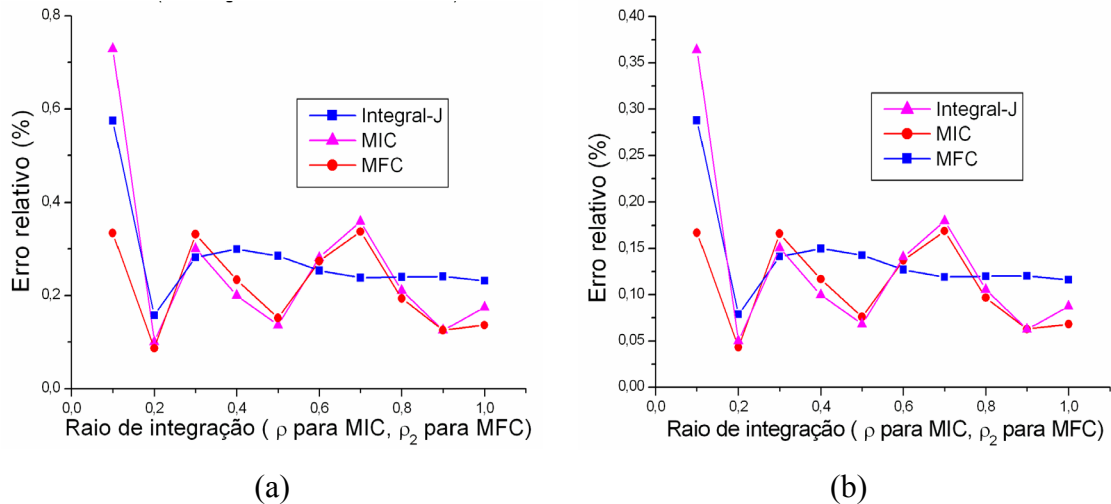 0,8
0,6
0,4
0,2
0,0
0,0 0,2 0,4 0,6 0,8 1,0
Erro relativo (%)
Integral-J
MIC
MFC
Raio de integração ( ρ para MIC, ρ2 para MFC)
(a)
0,40
0,35
0,30
0,25
0,20
0,15
0,10
0,05
0,00
0,0 0,2 0,4 0,6 0,8 1,0
Erro relativo (%)
Integral-J
MIC
MFC
Raio de integração ( ρ para MIC, ρ2 para MFC)
(b)